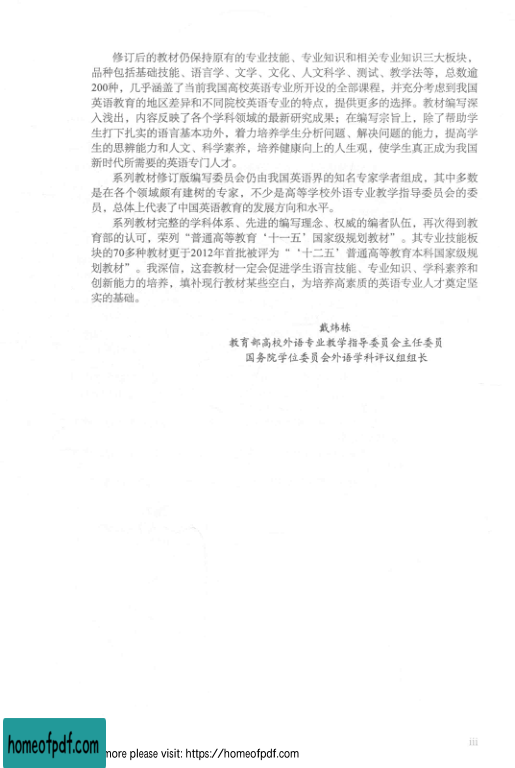 修订后的教材仍保持原有的专业技能、专业知识和相关专业知识三大板块，
品种包括基础技能、语言学、文学、文化、人文科学、测试、教学法等，总数逾
200种，几乎涵盖了当前我国高校英语专业所开设的全部课程，并充分考虑到我国
英语教育的地区差异和不同院校英语专业的特点，提供更多的选择。教材编写深
入浅出，内容反映了各个学科领域的最新研究成果；在编写宗旨上，除了帮助学
生打下扎实的语言基本功外，着力培养学生分析问题、解决问题的能力，提高学
生的思辨能力和人文、科学素养，培养健康向上的人生观，使学生真正成为我国
新时代所需要的英语专门人才。
系列教材修订版编写委员会仍由我国英语界的知名专家学者组成，其中多数
是在各个领域颇有建树的专家，不少是高等学校外语专业教学指导委员会的委
员，总体上代表了中国英语教育的发展方向和水平。
系列教材完整的学科体系、先进的编写理念、权威的编者队伍，再次得到教
育部的认可，荣列“普通高等教育‘十一五’国家级规划教材”。其专业技能板
块的70多种教材更于2012年首批被评为“‘十二五’普通高等教育本科国家级规
划教材”。我深信，这套教材一定会促进学生语言技能、专业知识、学科素养和
创新能力的培养，填补现行教材某些空白，为培养高素质的英语专业人才奠定坚
实的基础。
戴炜栋
教育部高校外语专业教学指导委员会主任委员
国务院学位委员会外语学科评议组组长
iii
homeofpdf.com
more please visit: https://homeofpdf.com